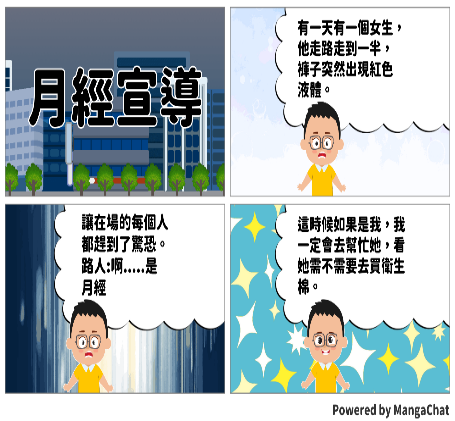 月經宣導
有一天有一個女生，
他走路走到一半，
褲子突然出現紅色
液體。
讓在場的每個人
都趕到了驚恐。
路人:啊.....是
月經
這時候如果是我，我
一定會去幫忙她，看
她需不需要去買衛生
棉。
Powered by MangaChat